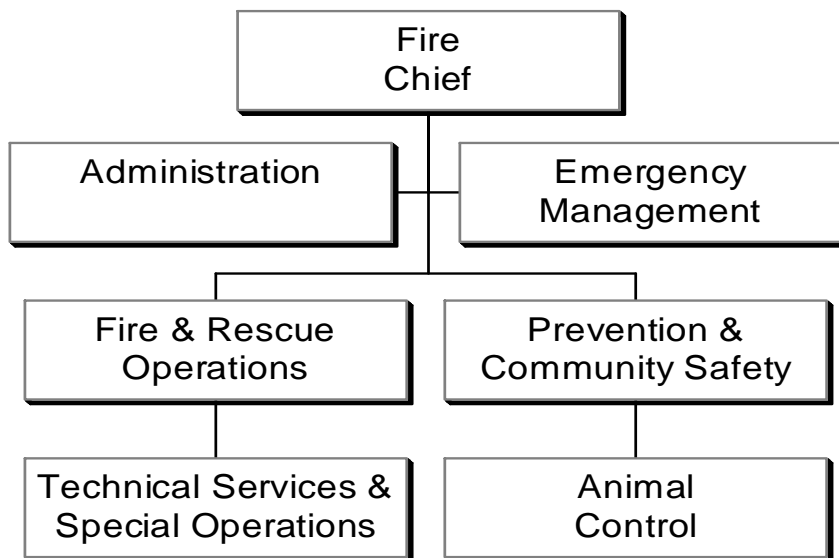 Fire
Chief
Administration
Emergency
Management
Fire & Rescue
Operations
Prevention &
Community Safety
Technical Services &
Special Operations
Animal
Control